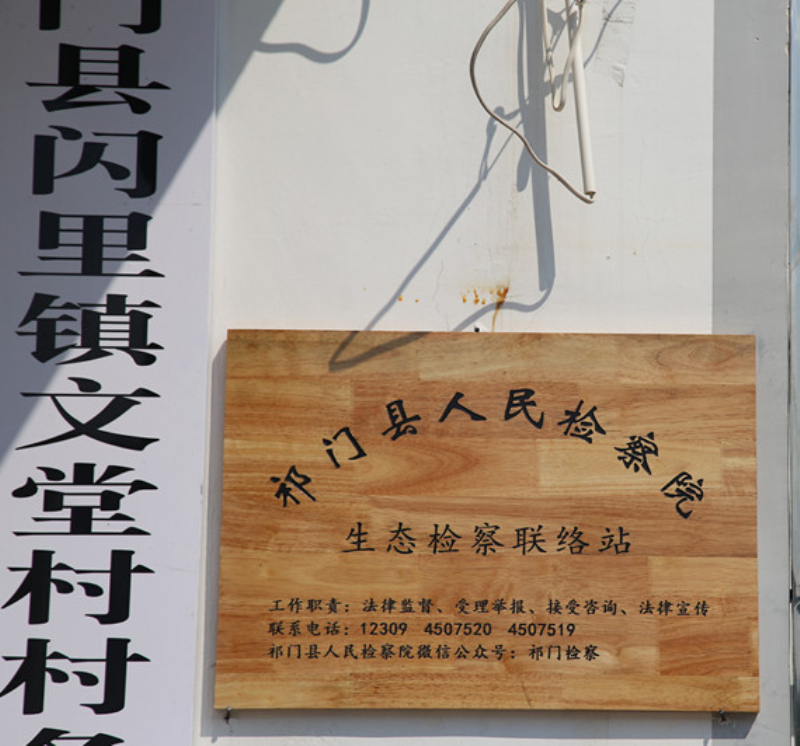 门县闪里镇文堂村村
祁门县人民检察院
生态检察联络站
工作职责：法律监督、受理举报、接受咨询、法律宣传
联系电话：12309 4507520 4507519
祁门县人民检察院微信公众号：祁门检察